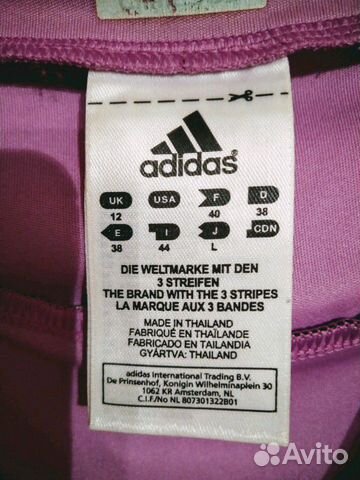 adidas
UK USA F D
12 40 38
E I J CDN
38 44 L
DIE WELTMARKE MIT DEN
3 STREIFEN
THE BRAND WITH THE 3 STRIPES
LA MARQUE AUX 3 BANDES
MADE IN THAILAND
FABRIQUÉ EN THAÏLANDE
FABRICADO EN TAILANDIA
GYÁRTVA: THAILAND
adidas International Trading B.V.
De Prinsenhof, Konigin Wilhelminaplein 30
1062 KR Amsterdam, NL
C.I.F./No NL 807301322B01
Avito